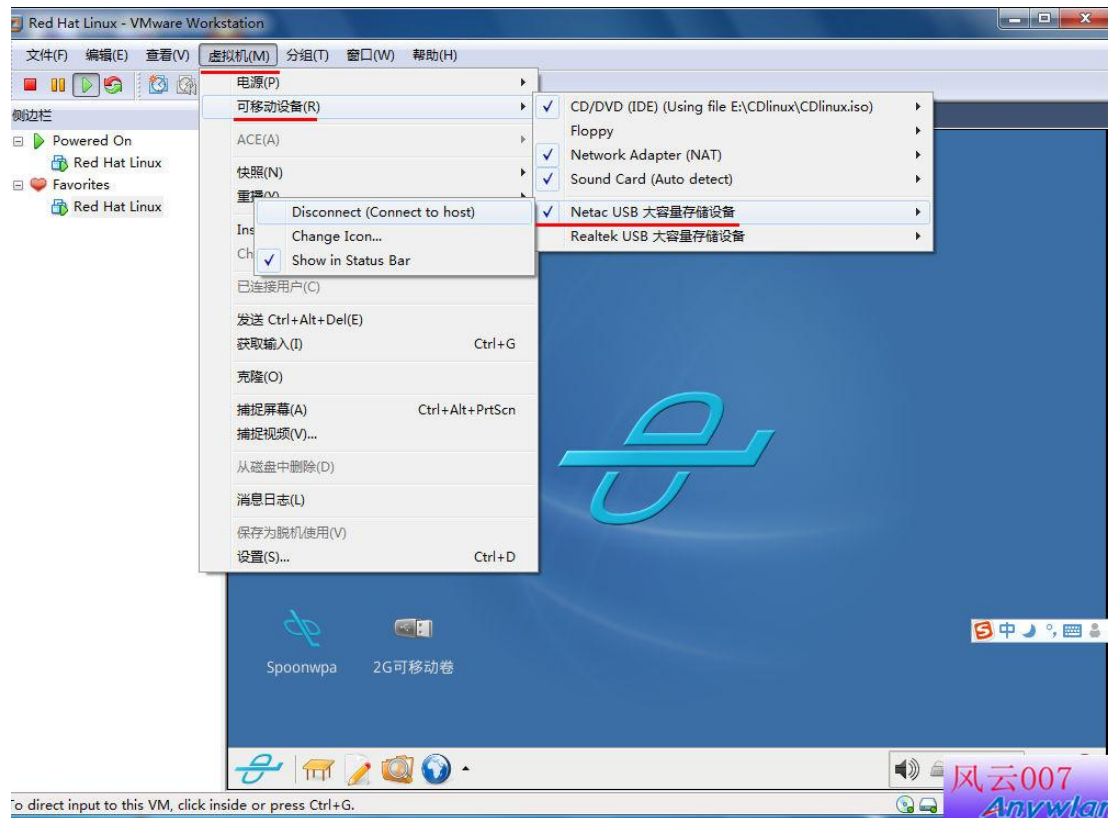 Red Hat Linux - VMware Workstation
文件(F) 编辑(E) 查看(V) 虚拟机(M) 分组(T) 窗口(W) 帮助(H)
侧边栏
Powered On
Red Hat Linux
Favorites
Red Hat Linux
电源(P)
可移动设备(R)
ACE(A)
快照(N)
重播(V)
Ins
Ch
已连接用户(C)
发送 Ctrl+Alt+Del(E)
获取输入(I) Ctrl+G
克隆(O)
捕捉屏幕(A) Ctrl+Alt+PrtScn
捕捉视频(V)...
从磁盘中删除(D)
消息日志(L)
保存为脱机使用(V)
设置(S)... Ctrl+D
CD/DVD (IDE) (Using file E:\CDlinux\CDlinux.iso)
Floppy
Network Adapter (NAT)
Sound Card (Auto detect)
Netac USB 大容量存储设备
Realtek USB 大容量存储设备
Disconnect (Connect to host)
Change Icon...
Show in Status Bar
Spoonwpa
2G可移动卷
中
To direct input to this VM, click inside or press Ctrl+G.
风云007
Anywlan